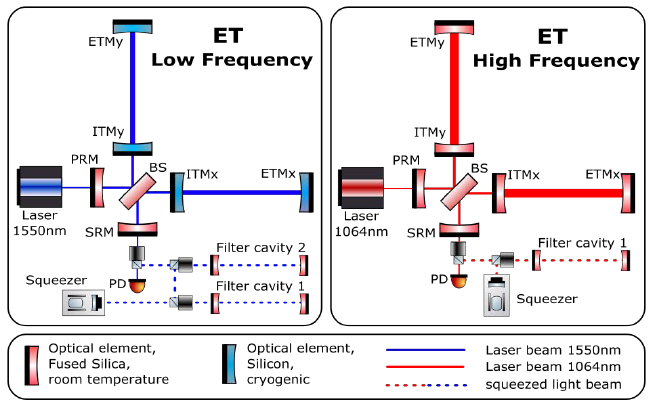 ET
Low Frequency
ETMy
ITMy
PRM
BS
ITMx
ETMx
Laser
1550nm
SRM
Filter cavity 2
Squeezer
PD
Filter cavity 1
ET
High Frequency
ETMy
ITMy
PRM
BS
ITMx
ETMx
Laser
1064nm
SRM
Filter cavity 1
PD
Squeezer
Optical element,
Fused Silica,
room temperature
Optical element,
Silicon,
cryogenic
Laser beam 1550nm
Laser beam 1064nm
squeezed light beam